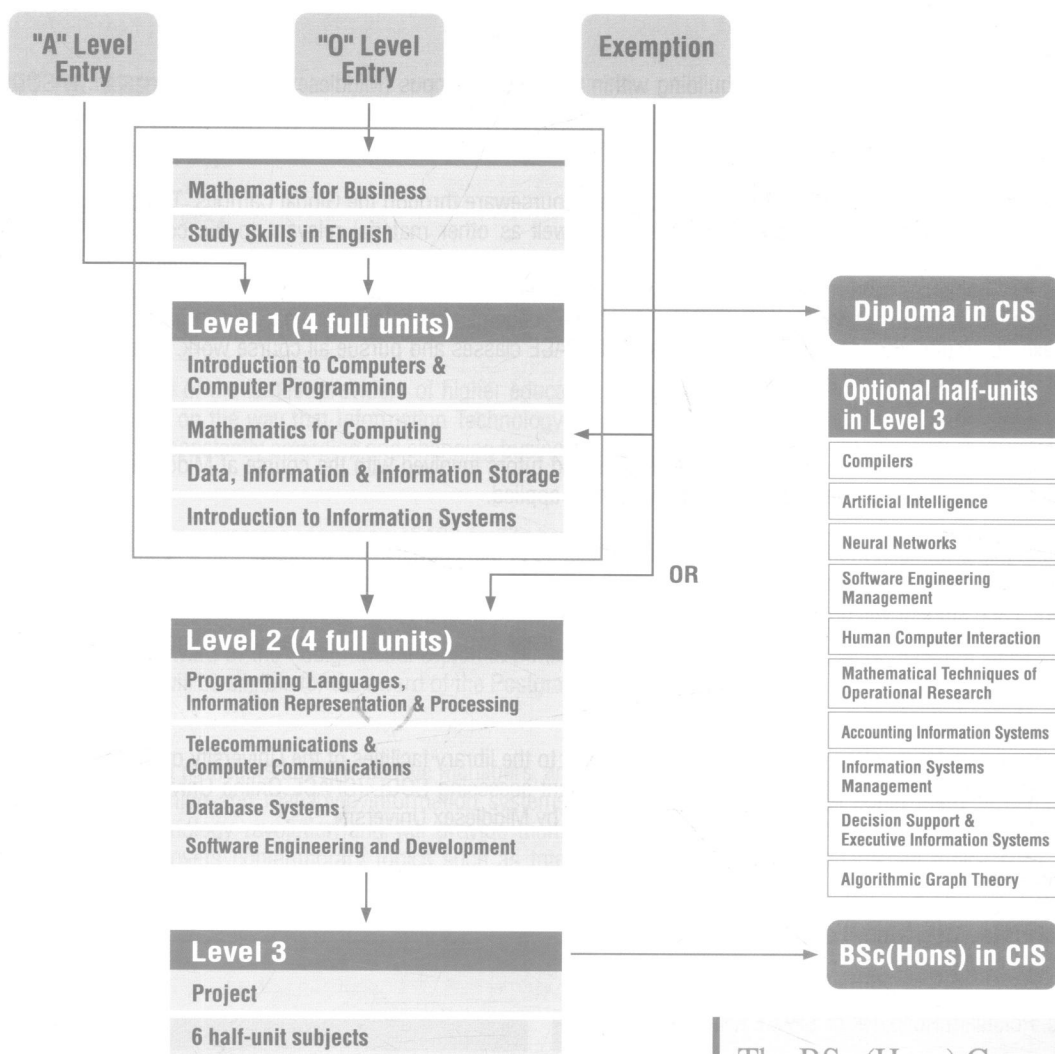 "A" Level
Entry
"O" Level
Entry
Exemption
Mathematics for Business
Study Skills in English
Level 1 (4 full units)
Introduction to Computers &
Computer Programming
Mathematics for Computing
Data, Information & Information Storage
Introduction to Information Systems
OR
Level 2 (4 full units)
Programming Languages,
Information Representation & Processing
Telecommunications &
Computer Communications
Database Systems
Software Engineering and Development
Level 3
Project
6 half-unit subjects
Diploma in CIS
Optional half-units
in Level 3
Compilers
Artificial Intelligence
Neural Networks
Software Engineering
Management
Human Computer Interaction
Mathematical Techniques of
Operational Research
Accounting Information Systems
Information Systems
Management
Decision Support &
Executive Information Systems
Algorithmic Graph Theory
BSc(Hons) in CIS
The BSc (Hons)